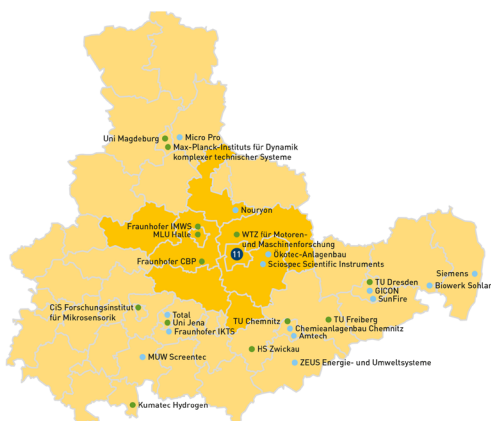 Uni Magdeburg
Micro Pro
Max-Planck-Instituts für Dynamik
komplexer technischer Systeme
Nouryon
Fraunhofer IMWS
MLU Halle
WTZ für Motoren-
und Maschinenforschung
11
Ökotec-Anlagenbau
Fraunhofer CBP
Sciospec Scientific Instruments
Siemens
TU Dresden
Biowerk Sohlar
GICON
SunFire
CiS Forschungsinstitut
für Mikrosensorik
Total
Uni Jena
Fraunhofer IKTS
TU Chemnitz
TU Freiberg
Chemieanlagenbau Chemnitz
Amtech
HS Zwickau
MUW Screentec
ZEUS Energie- und Umweltsysteme
Kumatec Hydrogen